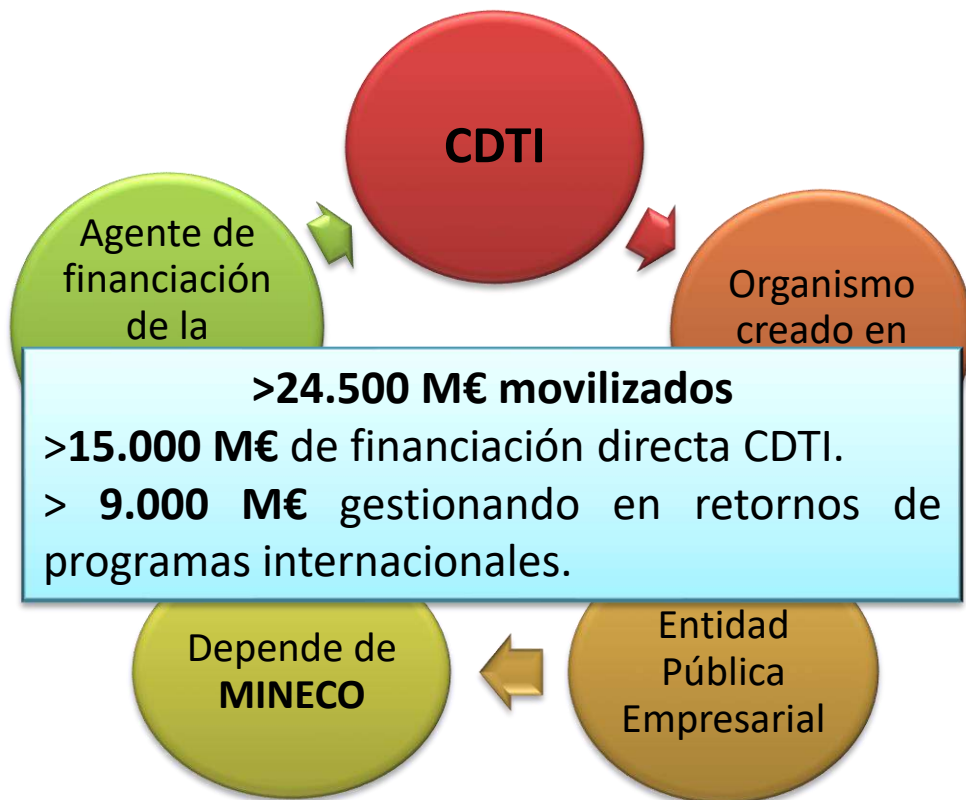 CDTI
Agente de
financiación
de la
Organismo
creado en
>24.500 M€ movilizados
>15.000 M€ de financiación directa CDTI.
> 9.000 M€ gestionando en retornos de
programas internacionales.
Depende de
MINECO
Entidad
Pública
Empresarial